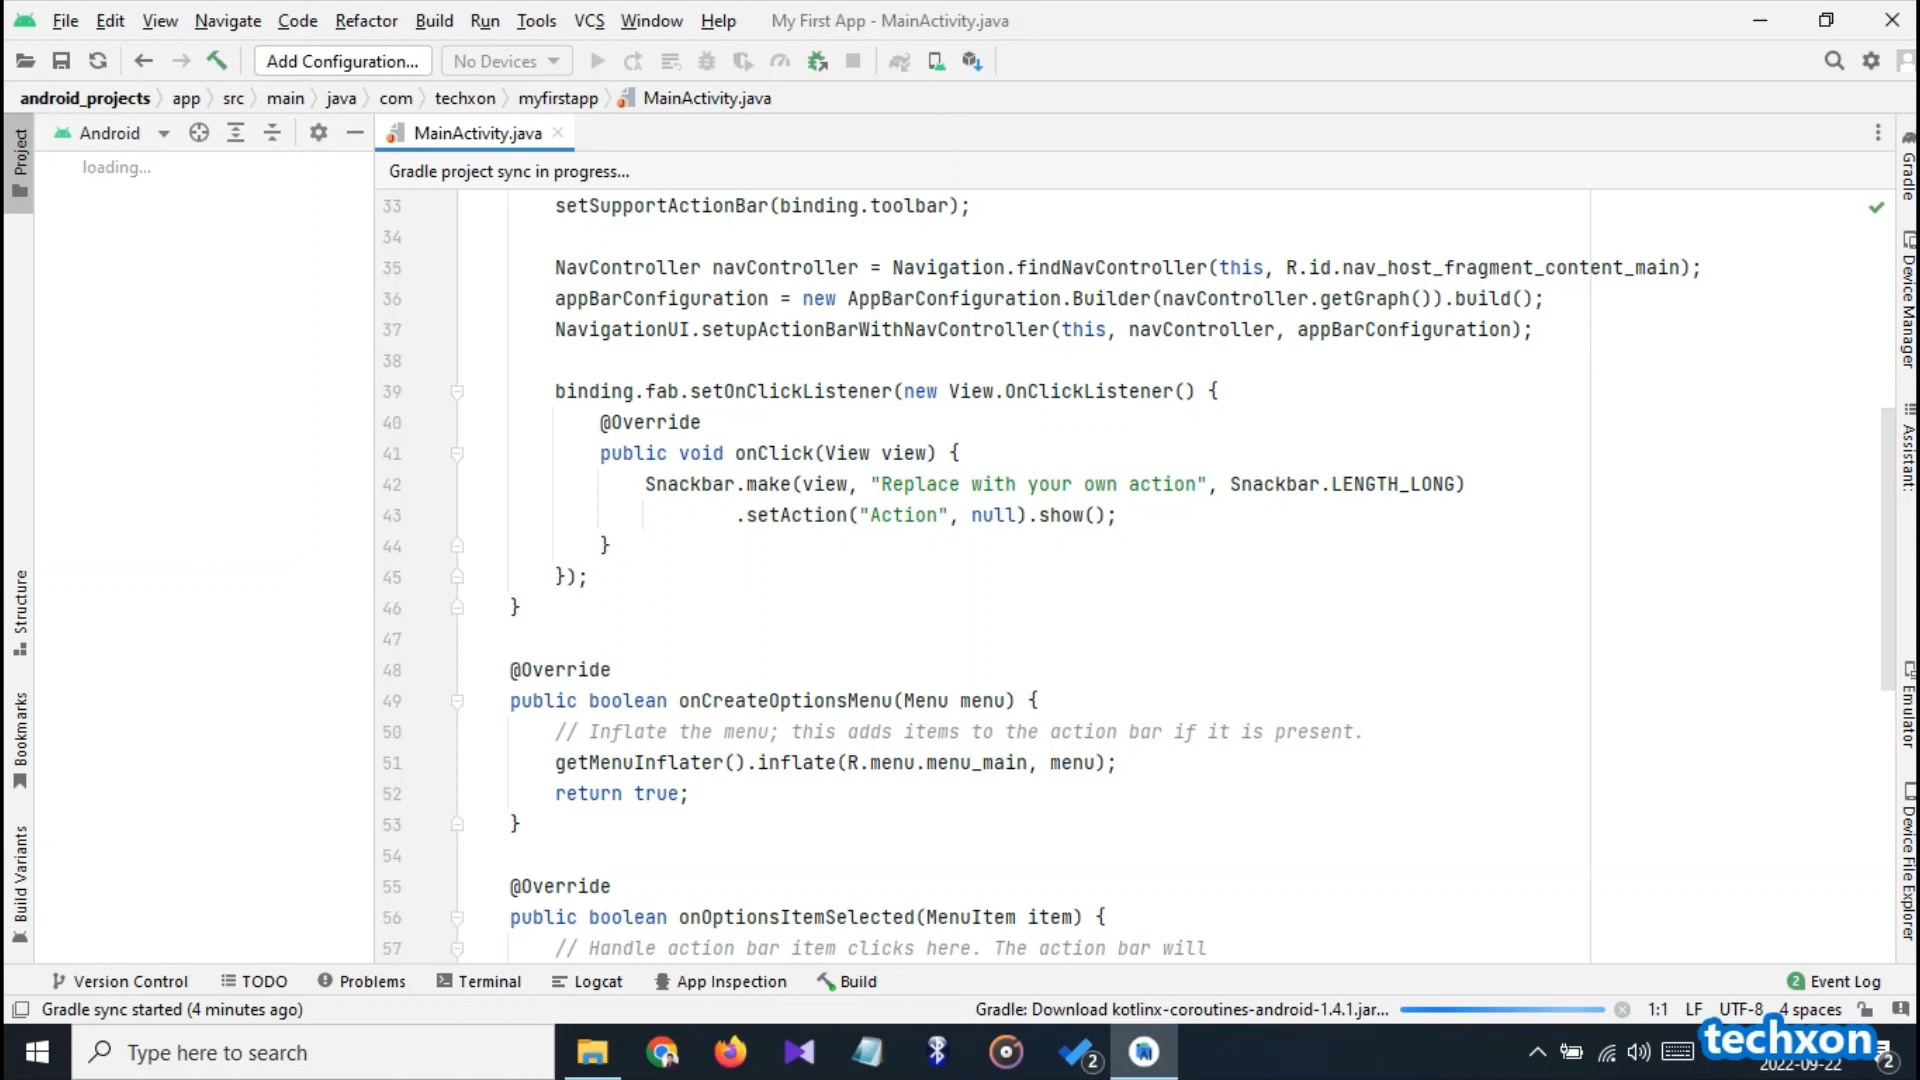 File Edit View Navigate Code Refactor Build Run Tools VCS Window Help My First App - MainActivity.java
Add Configuration... No Devices
android_projects app src main java com techxon myfirstapp MainActivity.java
Project
Android
MainActivity.java
loading...
Gradle project sync in progress...
33 setSupportActionBar(binding.toolbar);
34
35 NavController navController = Navigation.findNavController(this, R.id.nav_host_fragment_content_main);
36 appBarConfiguration = new AppBarConfiguration.Builder(navController.getGraph()).build();
37 NavigationUI.setupActionBarWithNavController(this, navController, appBarConfiguration);
38
39 binding.fab.setOnClickListener(new View.OnClickListener() {
40 @Override
41 public void onClick(View view) {
42 Snackbar.make(view, "Replace with your own action", Snackbar.LENGTH_LONG)
43 .setAction("Action", null).show();
44 }
45 });
46 }
47
48 @Override
49 public boolean onCreateOptionsMenu(Menu menu) {
50 // Inflate the menu; this adds items to the action bar if it is present.
51 getMenuInflater().inflate(R.menu.menu_main, menu);
52 return true;
53 }
54
55 @Override
56 public boolean onOptionsItemSelected(MenuItem item) {
57 // Handle action bar item clicks here. The action bar will
Structure
Bookmarks
Build Variants
Gradle
Device Manager
Assistant:
Emulator
Device File Explorer
Version Control TODO Problems Terminal Logcat App Inspection Build 2 Event Log
Gradle sync started (4 minutes ago) Gradle: Download kotlinx-coroutines-android-1.4.1.jar... 1:1 LF UTF-8 4 spaces
Type here to search
2
techxon
2022-09-22
2